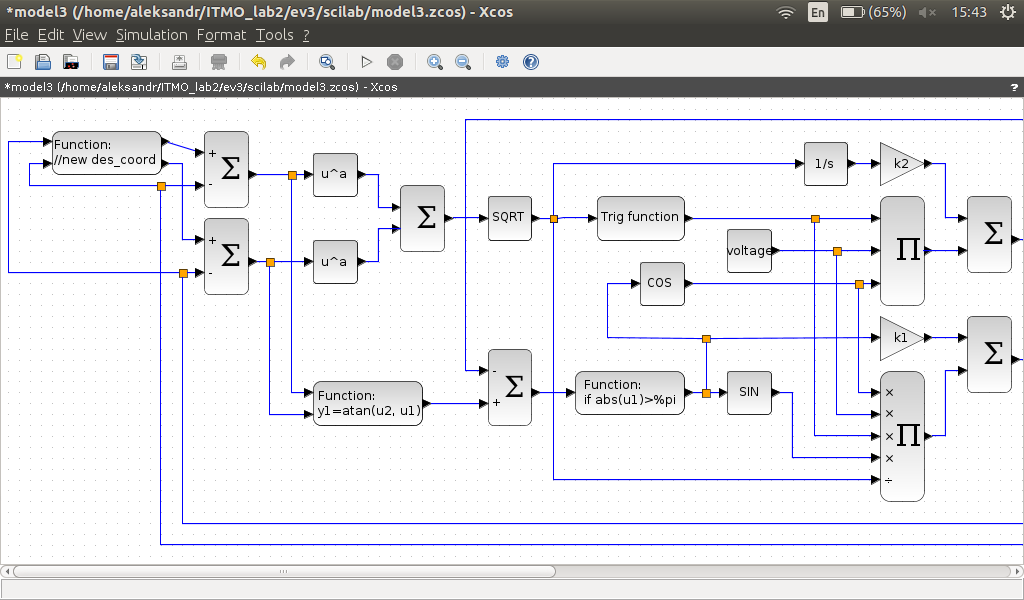 *model3 (/home/aleksandr/ITMO_lab2/ev3/scilab/model3.zcos) - Xcos
En
(65%)
15:43
File Edit View Simulation Format Tools ?
*model3 (/home/aleksandr/ITMO_lab2/ev3/scilab/model3.zcos) - Xcos
?
Function:
//new des_coord
+
Σ
-
u^a
1/s
k2
Σ
SQRT
Trig function
Π
Σ
voltage
+
Σ
-
u^a
COS
k1
Σ
-
Σ
+
Function:
y1=atan(u2, u1)
Function:
if abs(u1)>%pi
SIN
×
×
×
Π
×
÷